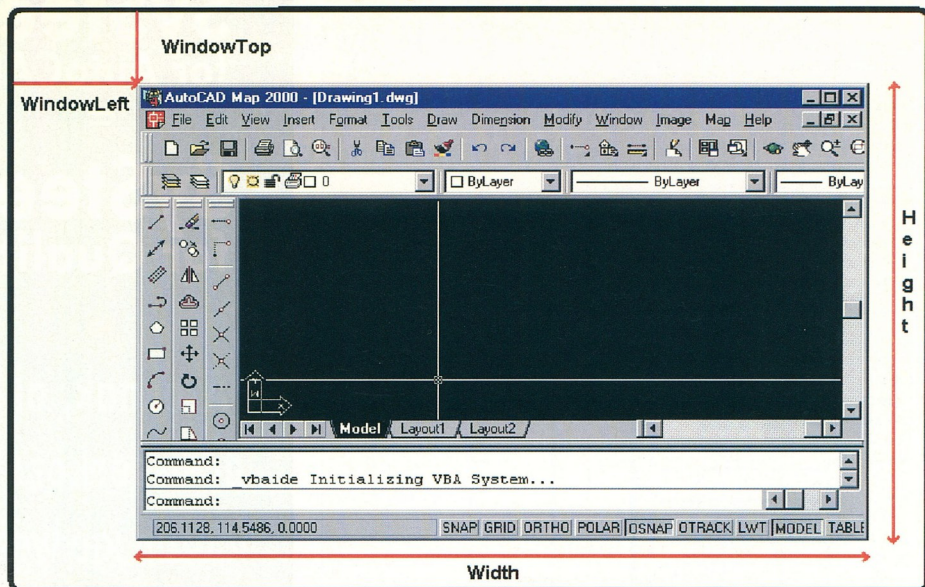 WindowTop
WindowLeft
AutoCAD Map 2000 - [Drawing1.dwg]
File Edit View Insert Format Tools Draw Dimension Modify Window Image Map Help
0 ByLayer ByLayer ByLay
Height
Model Layout1 Layout2
Command:
Command: _vbaide Initializing VBA System...
Command:
206.1128, 114.5486, 0.0000 SNAP GRID ORTHO POLAR OSNAP OTRACK LWT MODEL TABLE
Width